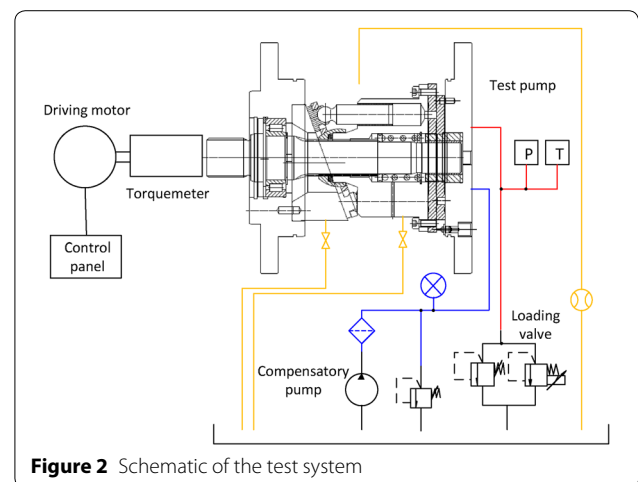 Driving motor
Torquemeter
Control
panel
Test pump
P
T
Compensatory
pump
Loading
valve
Figure 2 Schematic of the test system